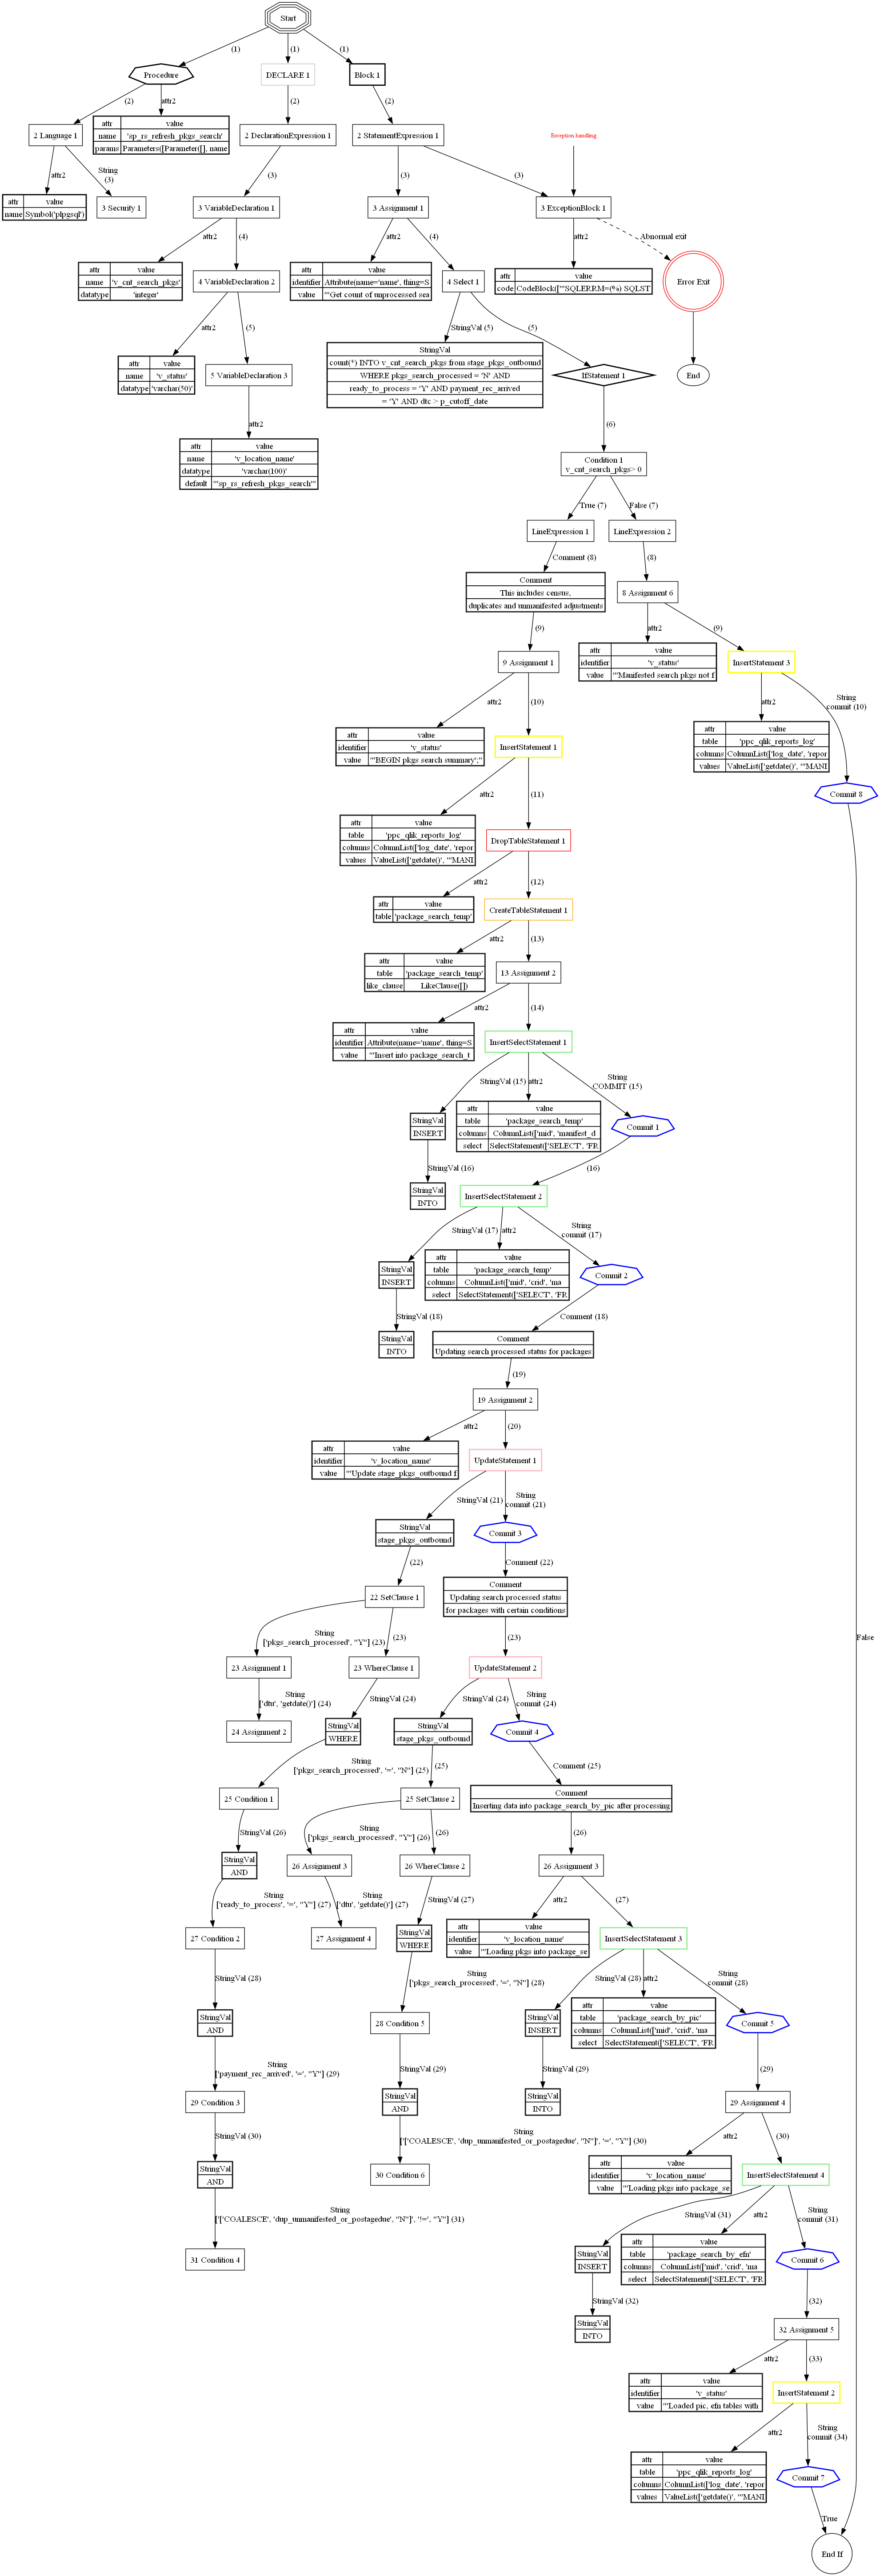 Start
(1)
(1)
(1)
Procedure
DECLARE 1
Block 1
(2)
attr2
(2)
(2)
2 Language 1
attr value
name 'sp_rs_refresh_pkgs_search'
params Parameters([Parameter([], name
2 DeclarationExpression 1
2 StatementExpression 1
Exception handling
attr2
String
(3)
(3)
(3)
(3)
attr value
name Symbol('plpgsql')
3 Security 1
3 VariableDeclaration 1
3 Assignment 1
3 ExceptionBlock 1
attr2
(4)
attr2
(4)
attr2
Abnormal exit
attr value
name 'v_cnt_search_pkgs'
datatype 'integer'
4 VariableDeclaration 2
attr value
identifier Attribute(name='name', thing=S
value '"Get count of unprocessed sea
4 Select 1
attr value
code CodeBlock(['"SQLERRM=(%) SQLST
Error Exit
attr2
(5)
StringVal (5)
(5)
attr value
name 'v_status'
datatype 'varchar(50)'
5 VariableDeclaration 3
StringVal
count(*) INTO v_cnt_search_pkgs from stage_pkgs_outbound
WHERE pkgs_search_processed = 'N' AND
ready_to_process = 'Y' AND payment_rec_arrived
= 'Y' AND dtc > p_cutoff_date
IfStatement 1
End
attr2
(6)
attr value
name 'v_location_name'
datatype 'varchar(100)'
default '"sp_rs_refresh_pkgs_search"'
Condition 1
v_cnt_search_pkgs> 0
True (7)
False (7)
LineExpression 1
LineExpression 2
Comment (8)
(8)
Comment
This includes census,
duplicates and unmanifested adjustments
8 Assignment 6
(9)
attr2
(9)
9 Assignment 1
attr value
identifier 'v_status'
value '"Manifested search pkgs not f
InsertStatement 3
attr2
(10)
attr2
String
commit (10)
attr value
identifier 'v_status'
value '"BEGIN pkgs search summary';"
InsertStatement 1
attr value
table 'ppc_qlik_reports_log'
columns ColumnList(['log_date', 'repor
values ValueList(['getdate()', '"MANI
Commit 8
attr2
(11)
attr value
table 'ppc_qlik_reports_log'
columns ColumnList(['log_date', 'repor
values ValueList(['getdate()', '"MANI
DropTableStatement 1
attr2
(12)
attr value
table 'package_search_temp'
CreateTableStatement 1
attr2
(13)
attr value
table 'package_search_temp'
like_clause LikeClause([])
13 Assignment 2
attr2
(14)
attr value
identifier Attribute(name='name', thing=S
value '"Insert into package_search_t
InsertSelectStatement 1
StringVal (15)
attr2
String
COMMIT (15)
StringVal
INSERT
attr value
table 'package_search_temp'
columns ColumnList(['mid', 'manifest_d
select SelectStatement(['SELECT', 'FR
Commit 1
StringVal (16)
(16)
StringVal
INTO
InsertSelectStatement 2
StringVal (17)
attr2
String
commit (17)
StringVal
INSERT
attr value
table 'package_search_temp'
columns ColumnList(['mid', 'crid', 'ma
select SelectStatement(['SELECT', 'FR
Commit 2
StringVal (18)
Comment (18)
StringVal
INTO
Comment
Updating search processed status for packages
(19)
19 Assignment 2
attr2
(20)
attr value
identifier 'v_location_name'
value '"Update stage_pkgs_outbound f
UpdateStatement 1
StringVal (21)
String
commit (21)
StringVal
stage_pkgs_outbound
Commit 3
(22)
Comment (22)
22 SetClause 1
Comment
Updating search processed status
for packages with certain conditions
String
['pkgs_search_processed', "'Y'"] (23)
(23)
(23)
23 Assignment 1
23 WhereClause 1
UpdateStatement 2
String
['dtu', 'getdate()'] (24)
StringVal (24)
StringVal (24)
String
commit (24)
24 Assignment 2
StringVal
WHERE
StringVal
stage_pkgs_outbound
Commit 4
String
['pkgs_search_processed', '=', "'N'"] (25)
(25)
Comment (25)
25 Condition 1
25 SetClause 2
Comment
Inserting data into package_search_by_pic after processing
StringVal (26)
String
['pkgs_search_processed', "'Y'"] (26)
(26)
(26)
StringVal
AND
26 Assignment 3
26 WhereClause 2
26 Assignment 3
String
['ready_to_process', '=', "'Y'"] (27)
String
['dtu', 'getdate()'] (27)
StringVal (27)
attr2
(27)
27 Condition 2
27 Assignment 4
StringVal
WHERE
attr value
identifier 'v_location_name'
value '"Loading pkgs into package_se
InsertSelectStatement 3
StringVal (28)
String
['pkgs_search_processed', '=', "'N'"] (28)
StringVal (28)
attr2
String
commit (28)
StringVal
AND
28 Condition 5
StringVal
INSERT
attr value
table 'package_search_by_pic'
columns ColumnList(['mid', 'crid', 'ma
select SelectStatement(['SELECT', 'FR
Commit 5
String
['payment_rec_arrived', '=', "'Y'"] (29)
StringVal (29)
StringVal (29)
(29)
29 Condition 3
StringVal
AND
StringVal
INTO
29 Assignment 4
StringVal (30)
String
['['COALESCE', 'dup_unmanifested_or_postagedue', "'N'"]', '=', "'Y'"] (30)
attr2
(30)
StringVal
AND
30 Condition 6
attr value
identifier 'v_location_name'
value '"Loading pkgs into package_se
InsertSelectStatement 4
String
['['COALESCE', 'dup_unmanifested_or_postagedue', "'N'"]', '!=', "'Y'"] (31)
StringVal (31)
attr2
String
commit (31)
31 Condition 4
StringVal
INSERT
attr value
table 'package_search_by_efn'
columns ColumnList(['mid', 'crid', 'ma
select SelectStatement(['SELECT', 'FR
Commit 6
StringVal (32)
(32)
StringVal
INTO
32 Assignment 5
attr2
(33)
attr value
identifier 'v_status'
value '"Loaded pic, efn tables with
InsertStatement 2
attr2
String
commit (34)
attr value
table 'ppc_qlik_reports_log'
columns ColumnList(['log_date', 'repor
values ValueList(['getdate()', '"MANI
Commit 7
False
True
End If